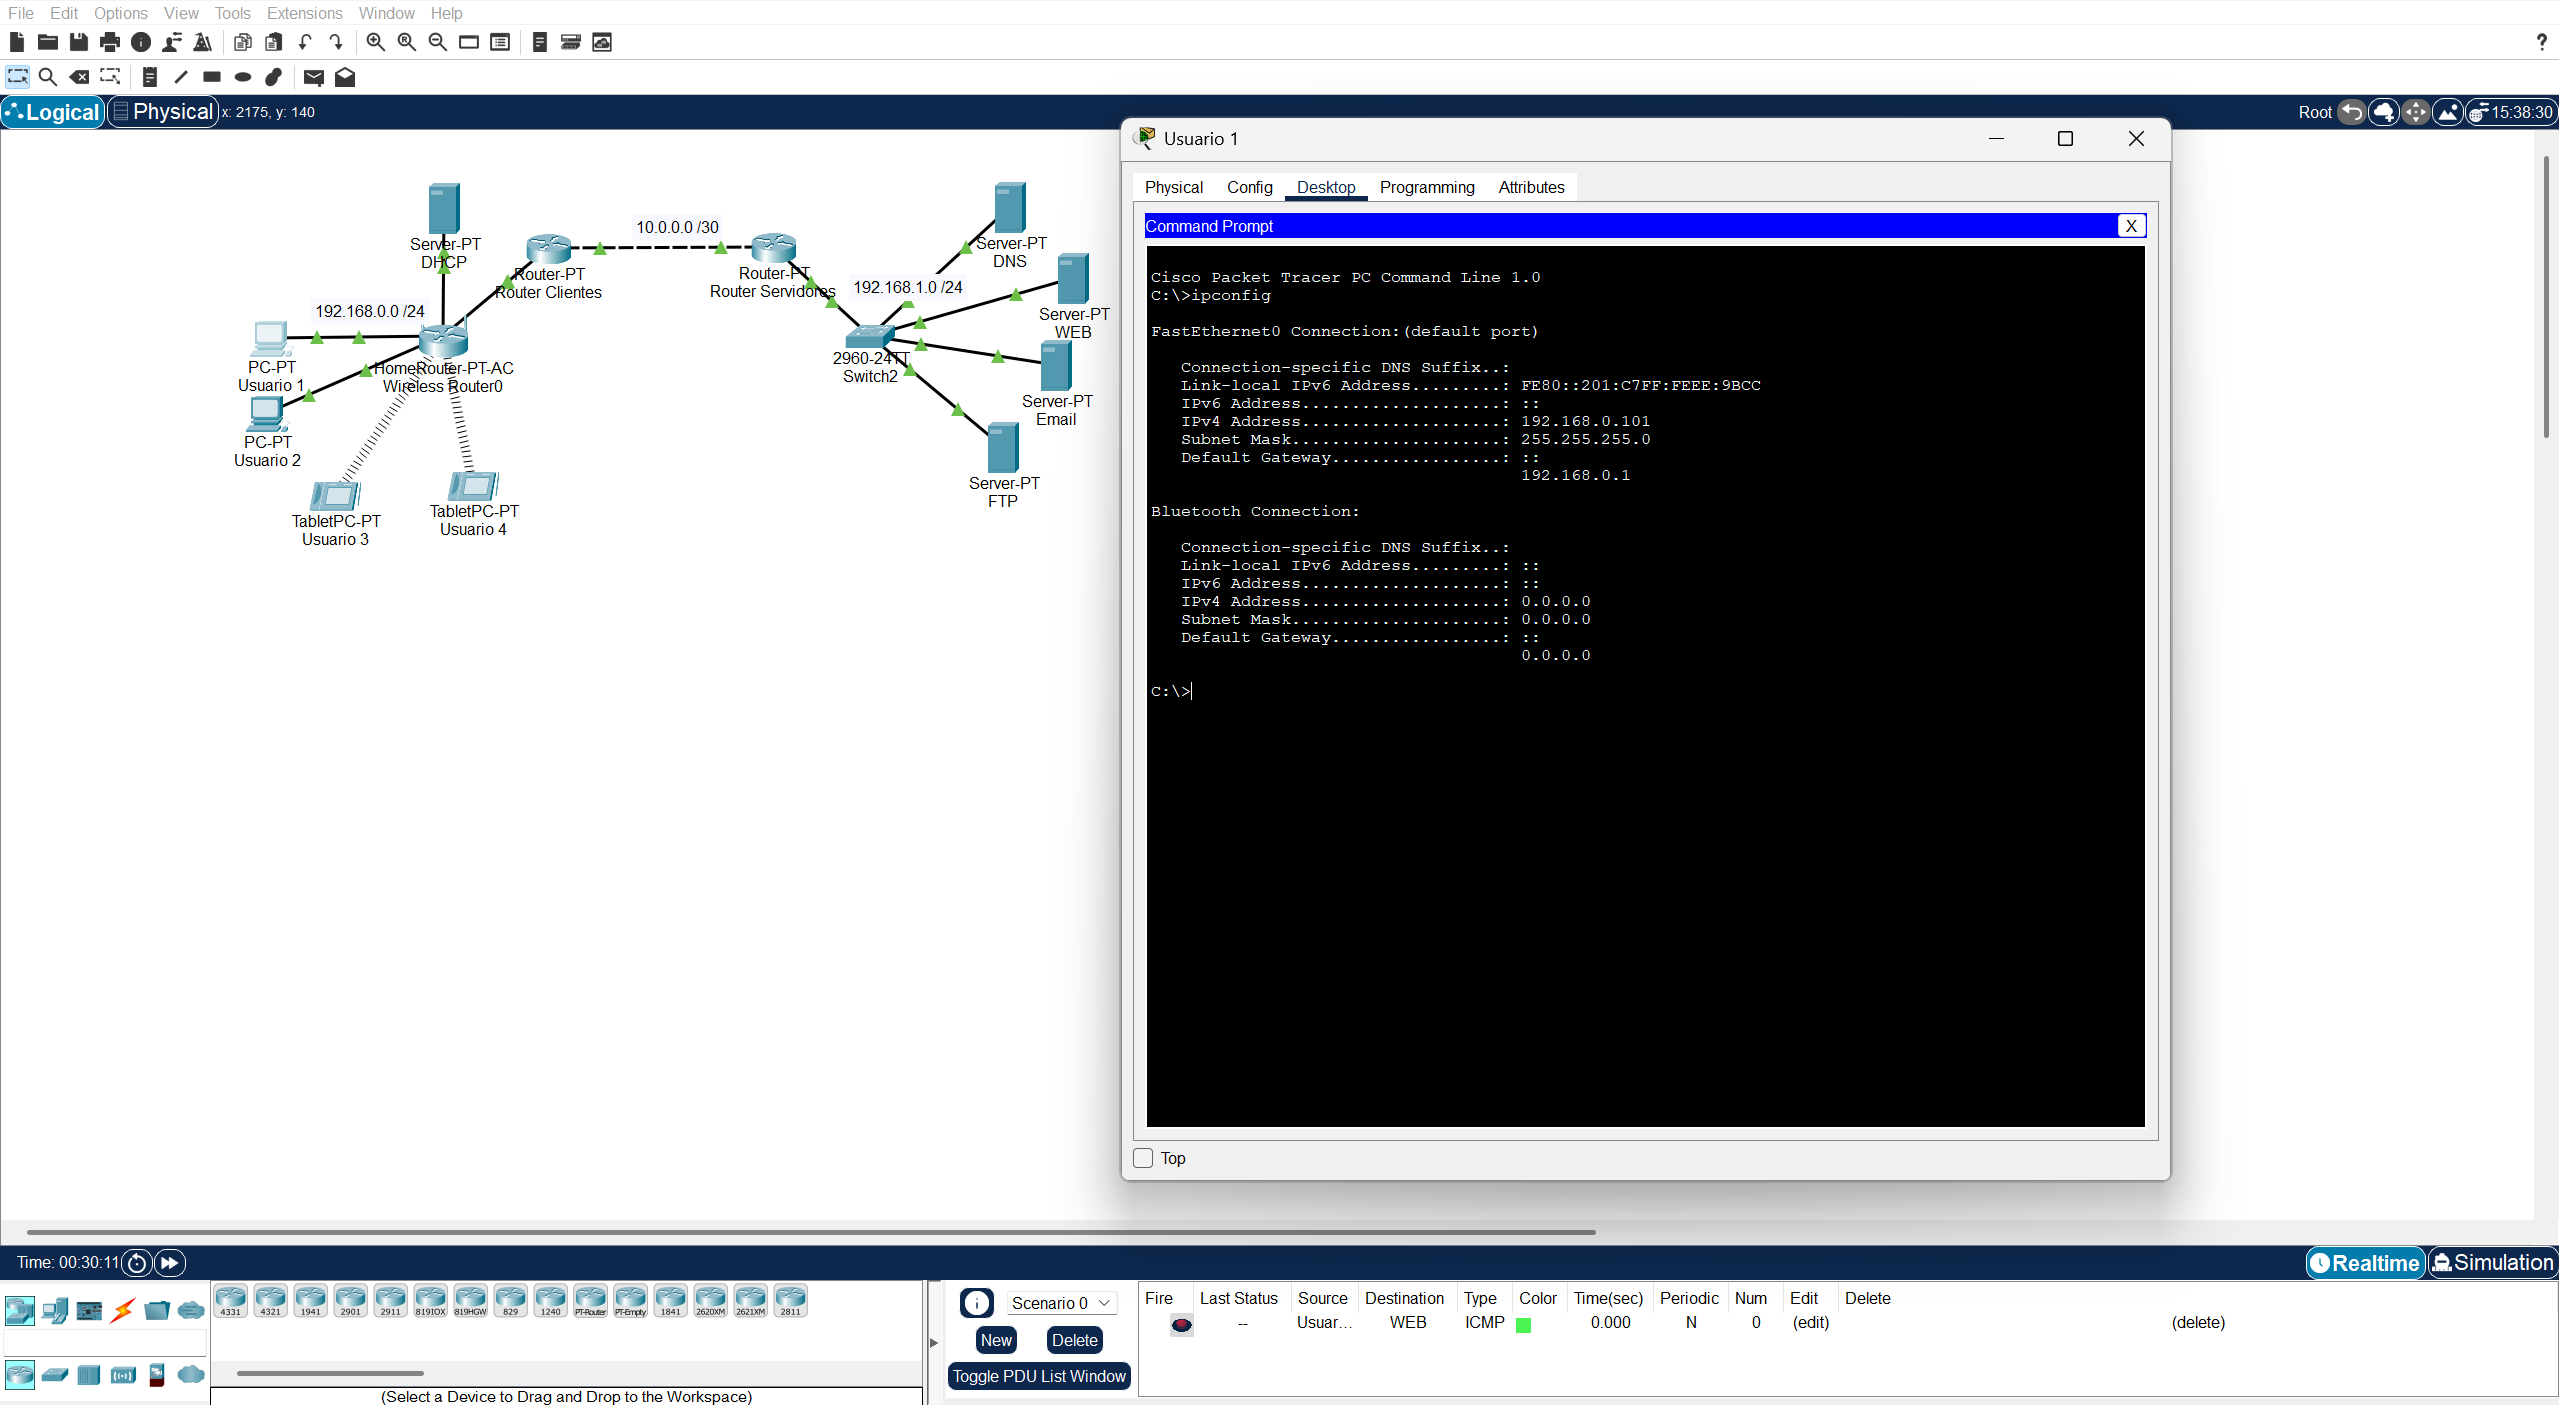 File Edit Options View Tools Extensions Window Help
?
Logical Physical x: 2175, y: 140
Root 15:38:30
Server-PT
DHCP
Router-PT
Router Clientes
10.0.0.0 /30
Router-PT
Router Servidores
192.168.1.0 /24
Server-PT
DNS
Server-PT
WEB
Server-PT
Email
Server-PT
FTP
2960-24TT
Switch2
192.168.0.0 /24
PC-PT
Usuario 1
HomeRouter-PT-AC
Wireless Router0
PC-PT
Usuario 2
TabletPC-PT
Usuario 3
TabletPC-PT
Usuario 4
Usuario 1
Physical Config Desktop Programming Attributes
Command Prompt X
Cisco Packet Tracer PC Command Line 1.0
C:\>ipconfig
FastEthernet0 Connection:(default port)
Connection-specific DNS Suffix..:
Link-local IPv6 Address.........: FE80::201:C7FF:FEEE:9BCC
IPv6 Address....................: ::
IPv4 Address....................: 192.168.0.101
Subnet Mask.....................: 255.255.255.0
Default Gateway.................: ::
192.168.0.1
Bluetooth Connection:
Connection-specific DNS Suffix..:
Link-local IPv6 Address.........: ::
IPv6 Address....................: ::
IPv4 Address....................: 0.0.0.0
Subnet Mask.....................: 0.0.0.0
Default Gateway.................: ::
0.0.0.0
C:\>
Top
Time: 00:30:11
Realtime Simulation
4331 4321 1941 2901 2911 819IOX 819HGW 829 1240 PT-Router PT-Empty 1841 2620XM 2621XM 2811
(Select a Device to Drag and Drop to the Workspace)
Scenario 0
New Delete
Toggle PDU List Window
Fire Last Status Source Destination Type Color Time(sec) Periodic Num Edit Delete
-- Usuar... WEB ICMP 0.000 N 0 (edit) (delete)